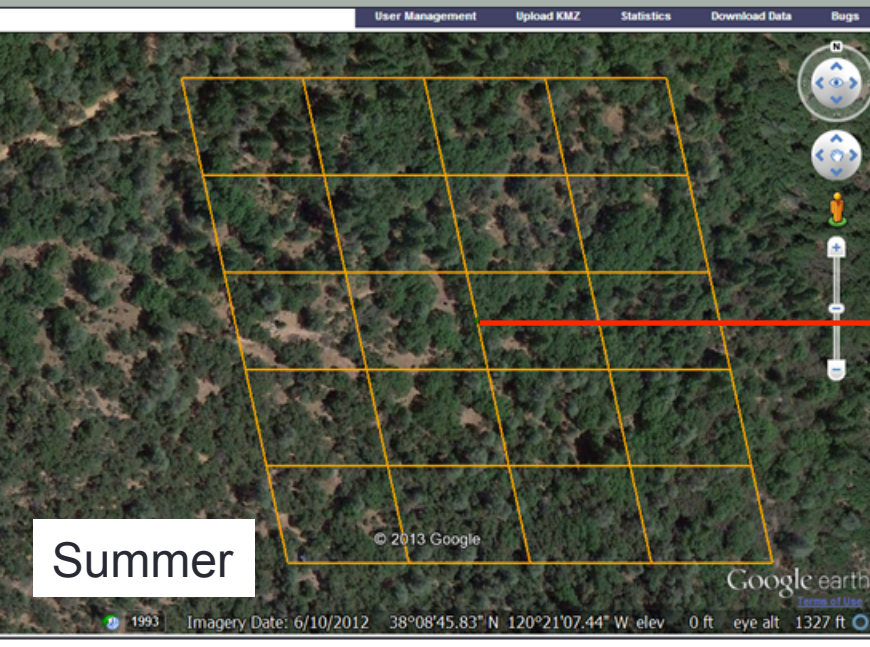 User Management Upload KMZ Statistics Download Data Bugs
N
Summer
© 2013 Google
Google earth
Terms of Use
1993 Imagery Date: 6/10/2012 38°08'45.83" N 120°21'07.44" W elev 0 ft eye alt 1327 ft